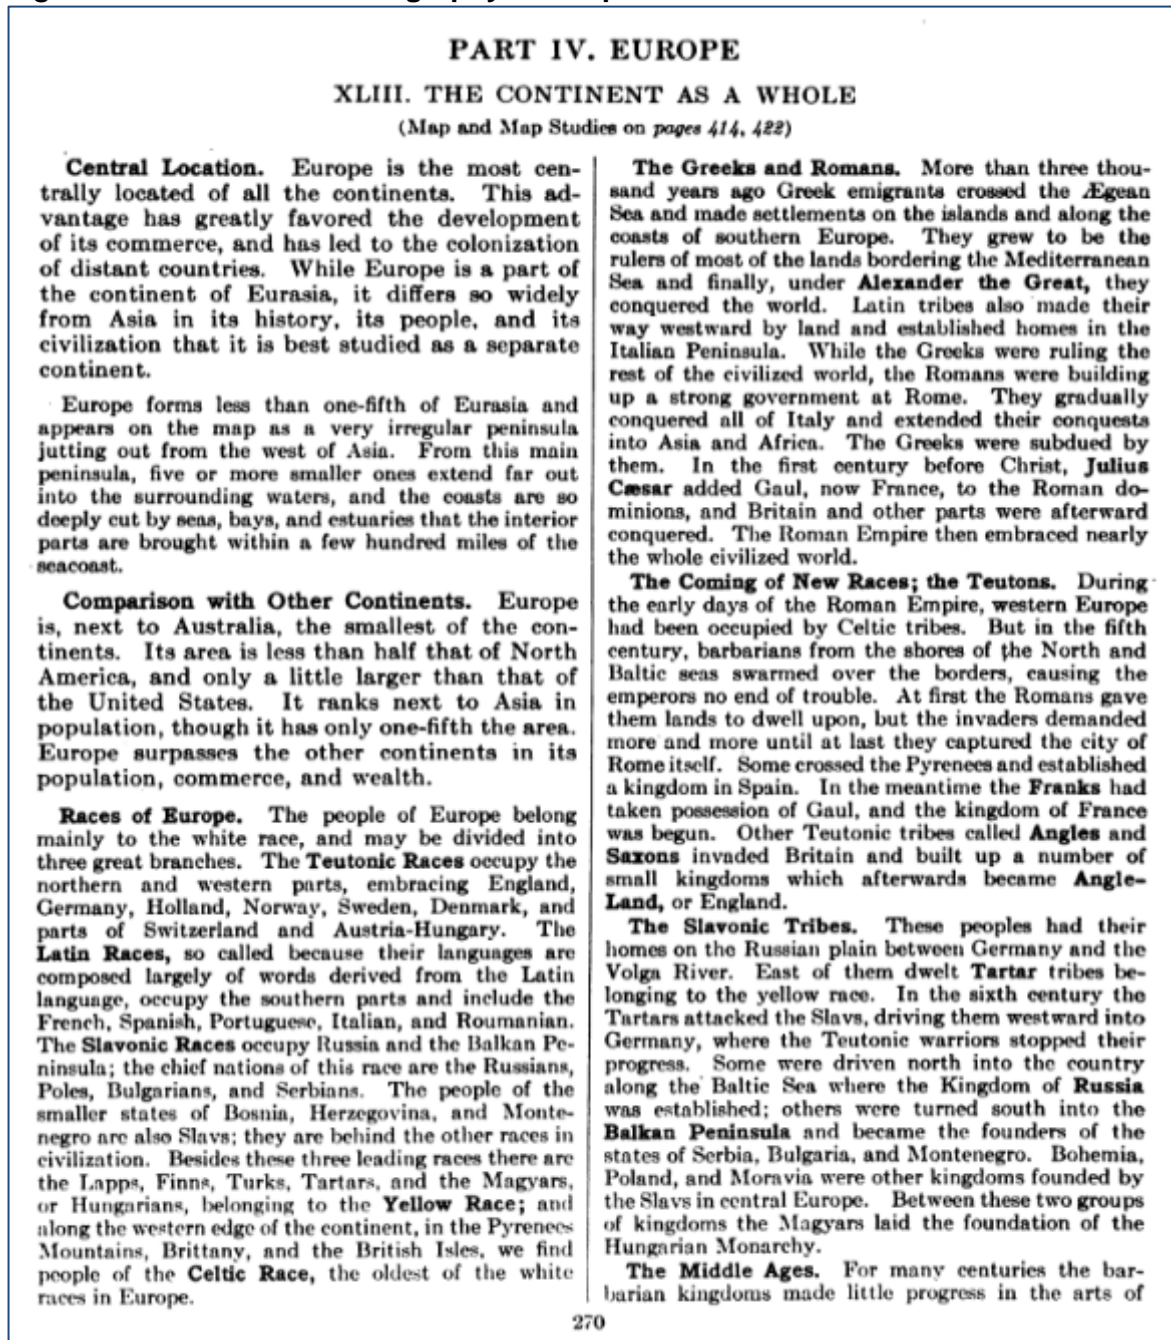 PART IV. EUROPE
XLIII. THE CONTINENT AS A WHOLE
(Map and Map Studies on pages 414, 422)
Central Location. Europe is the most cen-
trally located of all the continents. This ad-
vantage has greatly favored the development
of its commerce, and has led to the colonization
of distant countries. While Europe is a part of
the continent of Eurasia, it differs so widely
from Asia in its history, its people, and its
civilization that it is best studied as a separate
continent.
Europe forms less than one-fifth of Eurasia and
appears on the map as a very irregular peninsula
jutting out from the west of Asia. From this main
peninsula, five or more smaller ones extend far out
into the surrounding waters, and the coasts are so
deeply cut by seas, bays, and estuaries that the interior
parts are brought within a few hundred miles of the
seacoast.
Comparison with Other Continents. Europe
is, next to Australia, the smallest of the con-
tinents. Its area is less than half that of North
America, and only a little larger than that of
the United States. It ranks next to Asia in
population, though it has only one-fifth the area.
Europe surpasses the other continents in its
population, commerce, and wealth.
Races of Europe. The people of Europe belong
mainly to the white race, and may be divided into
three great branches. The Teutonic Races occupy the
northern and western parts, embracing England,
Germany, Holland, Norway, Sweden, Denmark, and
parts of Switzerland and Austria-Hungary. The
Latin Races, so called because their languages are
composed largely of words derived from the Latin
language, occupy the southern parts and include the
French, Spanish, Portuguese, Italian, and Roumanian.
The Slavonic Races occupy Russia and the Balkan Pe-
ninsula; the chief nations of this race are the Russians,
Poles, Bulgarians, and Serbians. The people of the
smaller states of Bosnia, Herzegovina, and Monte-
negro are also Slavs; they are behind the other races in
civilization. Besides these three leading races there are
the Lapps, Finns, Turks, Tartars, and the Magyars,
or Hungarians, belonging to the Yellow Race; and
along the western edge of the continent, in the Pyrenees
Mountains, Brittany, and the British Isles, we find
people of the Celtic Race, the oldest of the white
races in Europe.
The Greeks and Romans. More than three thou-
sand years ago Greek emigrants crossed the Ægean
Sea and made settlements on the islands and along the
coasts of southern Europe. They grew to be the
rulers of most of the lands bordering the Mediterranean
Sea and finally, under Alexander the Great, they
conquered the world. Latin tribes also made their
way westward by land and established homes in the
Italian Peninsula. While the Greeks were ruling the
rest of the civilized world, the Romans were building
up a strong government at Rome. They gradually
conquered all of Italy and extended their conquests
into Asia and Africa. The Greeks were subdued by
them. In the first century before Christ, Julius
Cæsar added Gaul, now France, to the Roman do-
minions, and Britain and other parts were afterward
conquered. The Roman Empire then embraced nearly
the whole civilized world.
The Coming of New Races; the Teutons. During
the early days of the Roman Empire, western Europe
had been occupied by Celtic tribes. But in the fifth
century, barbarians from the shores of the North and
Baltic seas swarmed over the borders, causing the
emperors no end of trouble. At first the Romans gave
them lands to dwell upon, but the invaders demanded
more and more until at last they captured the city of
Rome itself. Some crossed the Pyrenees and established
a kingdom in Spain. In the meantime the Franks had
taken possession of Gaul, and the kingdom of France
was begun. Other Teutonic tribes called Angles and
Saxons invaded Britain and built up a number of
small kingdoms which afterwards became Angle-
Land, or England.
The Slavonic Tribes. These peoples had their
homes on the Russian plain between Germany and the
Volga River. East of them dwelt Tartar tribes be-
longing to the yellow race. In the sixth century the
Tartars attacked the Slavs, driving them westward into
Germany, where the Teutonic warriors stopped their
progress. Some were driven north into the country
along the Baltic Sea where the Kingdom of Russia
was established; others were turned south into the
Balkan Peninsula and became the founders of the
states of Serbia, Bulgaria, and Montenegro. Bohemia,
Poland, and Moravia were other kingdoms founded by
the Slavs in central Europe. Between these two groups
of kingdoms the Magyars laid the foundation of the
Hungarian Monarchy.
The Middle Ages. For many centuries the bar-
barian kingdoms made little progress in the arts of
270